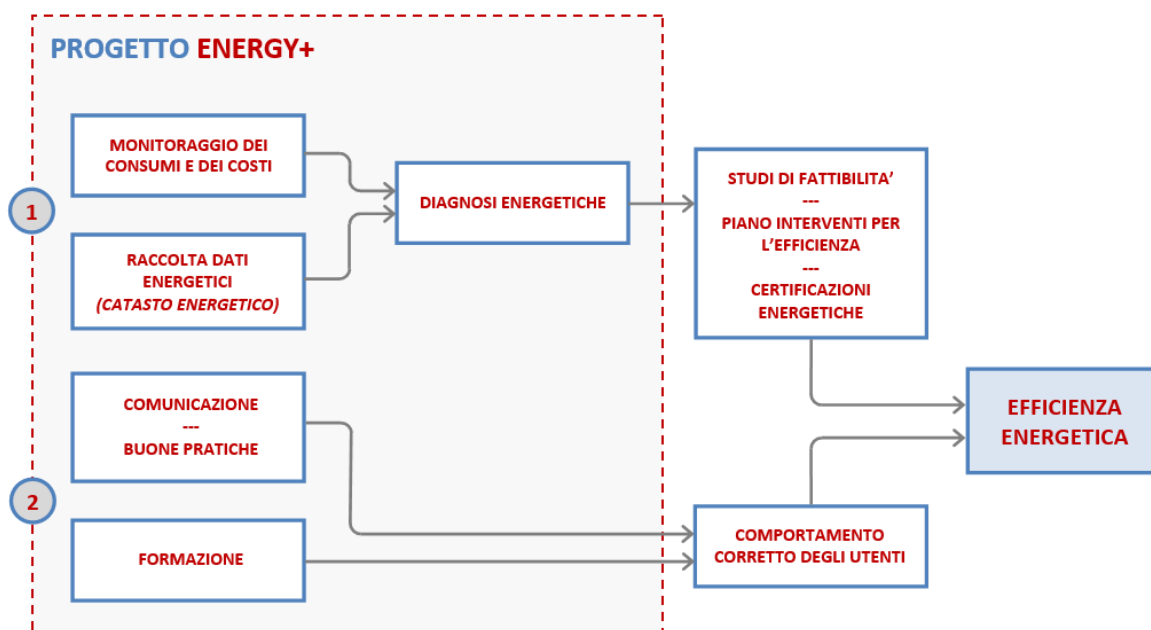 PROGETTO ENERGY+
MONITORAGGIO DEI
CONSUMI E DEI COSTI
1
RACCOLTA DATI
ENERGETICI
(CATASTO ENERGETICO)
DIAGNOSI ENERGETICHE
STUDI DI FATTIBILITA’
---
PIANO INTERVENTI PER
L’EFFICIENZA
---
CERTIFICAZIONI
ENERGETICHE
COMUNICAZIONE
---
BUONE PRATICHE
2
FORMAZIONE
COMPORTAMENTO
CORRETTO DEGLI UTENTI
EFFICIENZA
ENERGETICA